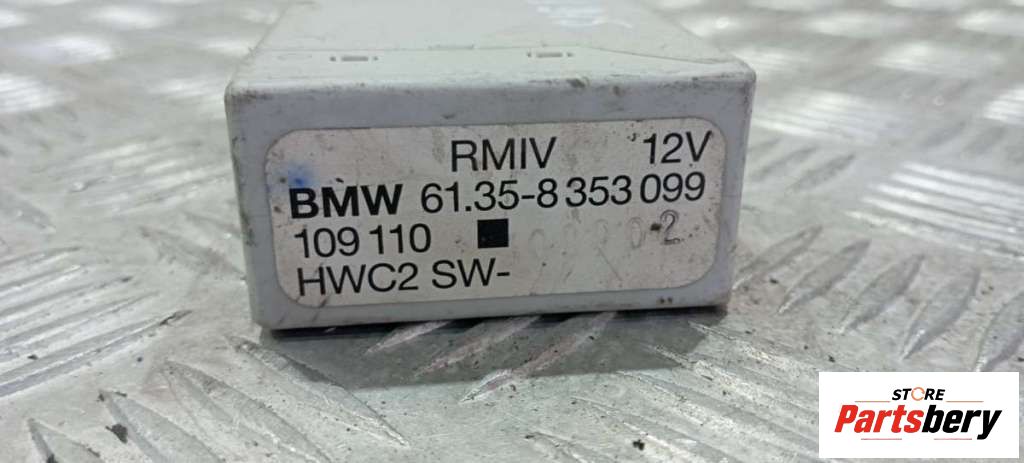 RMIV 12V
BMW 61.35-8 353 099
109 110
HWC2 SW-
STORE
Partsbery